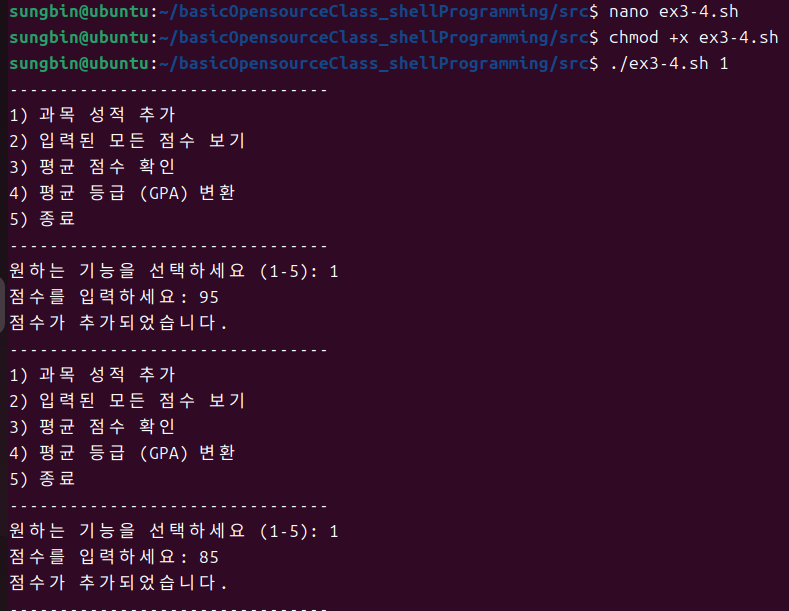 sungbin@ubuntu:~/basicOpensourceClass_shellProgramming/src$ nano ex3-4.sh
sungbin@ubuntu:~/basicOpensourceClass_shellProgramming/src$ chmod +x ex3-4.sh
sungbin@ubuntu:~/basicOpensourceClass_shellProgramming/src$ ./ex3-4.sh 1
--------------------------------
1) 과목 성적 추가
2) 입력된 모든 점수 보기
3) 평균 점수 확인
4) 평균 등급 (GPA) 변환
5) 종료
--------------------------------
원하는 기능을 선택하세요 (1-5): 1
점수를 입력하세요: 95
점수가 추가되었습니다.
--------------------------------
1) 과목 성적 추가
2) 입력된 모든 점수 보기
3) 평균 점수 확인
4) 평균 등급 (GPA) 변환
5) 종료
--------------------------------
원하는 기능을 선택하세요 (1-5): 1
점수를 입력하세요: 85
점수가 추가되었습니다.
--------------------------------